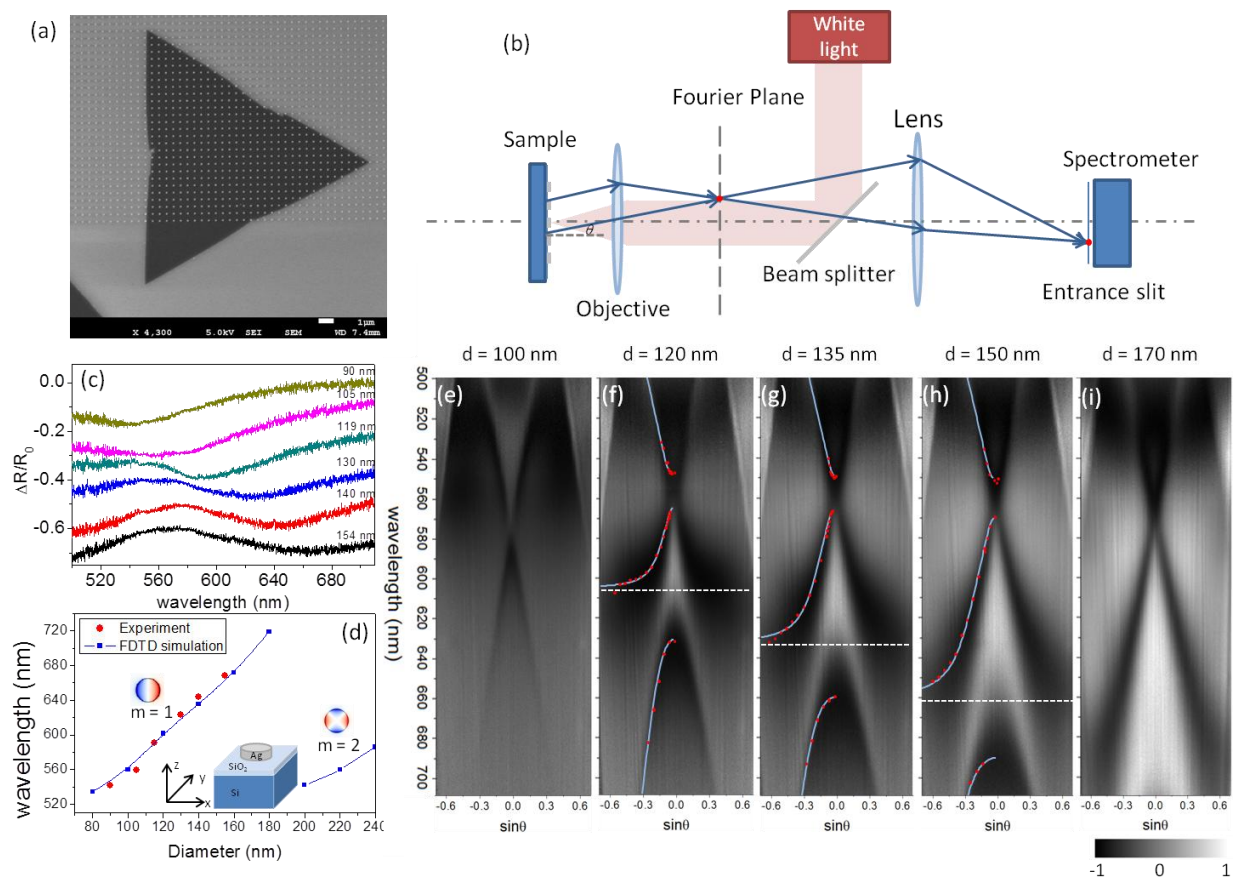 (a)
X 4,300 5.0kV SEI SEM WD 7.4mm
1µm
(b)
White
light
Fourier Plane
Sample
Lens
Spectrometer
θ
Objective
Beam splitter
Entrance slit
(c)
0.0
-0.2
-0.4
-0.6
ΔR/R0
90 nm
105 nm
119 nm
130 nm
140 nm
154 nm
520 560 600 640 680
wavelength (nm)
(d)
Experiment
FDTD simulation
720
680
640
600
560
520
wavelength (nm)
m = 1
m = 2
Ag
SiO2
Si
z
y
x
60 80 100 120 140 160 180 200 220 240
Diameter (nm)
d = 100 nm d = 120 nm d = 135 nm d = 150 nm d = 170 nm
(e) (f) (g) (h) (i)
500
520
540
560
580
600
620
640
660
680
700
wavelength (nm)
-0.6 -0.3 0.0 0.3 0.6 -0.6 -0.3 0.0 0.3 0.6 -0.6 -0.3 0.0 0.3 0.6 -0.6 -0.3 0.0 0.3 0.6 -0.6 -0.3 0.0 0.3 0.6
sinθ sinθ sinθ sinθ sinθ
-1 0 1